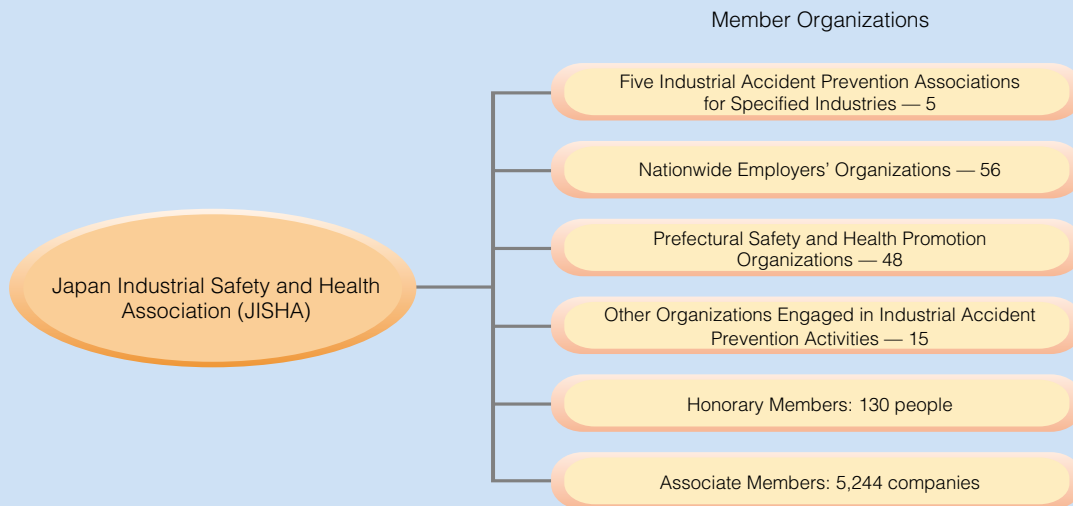 Member Organizations
Five Industrial Accident Prevention Associations
for Specified Industries — 5
Nationwide Employers’ Organizations — 56
Prefectural Safety and Health Promotion
Organizations — 48
Japan Industrial Safety and Health
Association (JISHA)
Other Organizations Engaged in Industrial Accident
Prevention Activities — 15
Honorary Members: 130 people
Associate Members: 5,244 companies